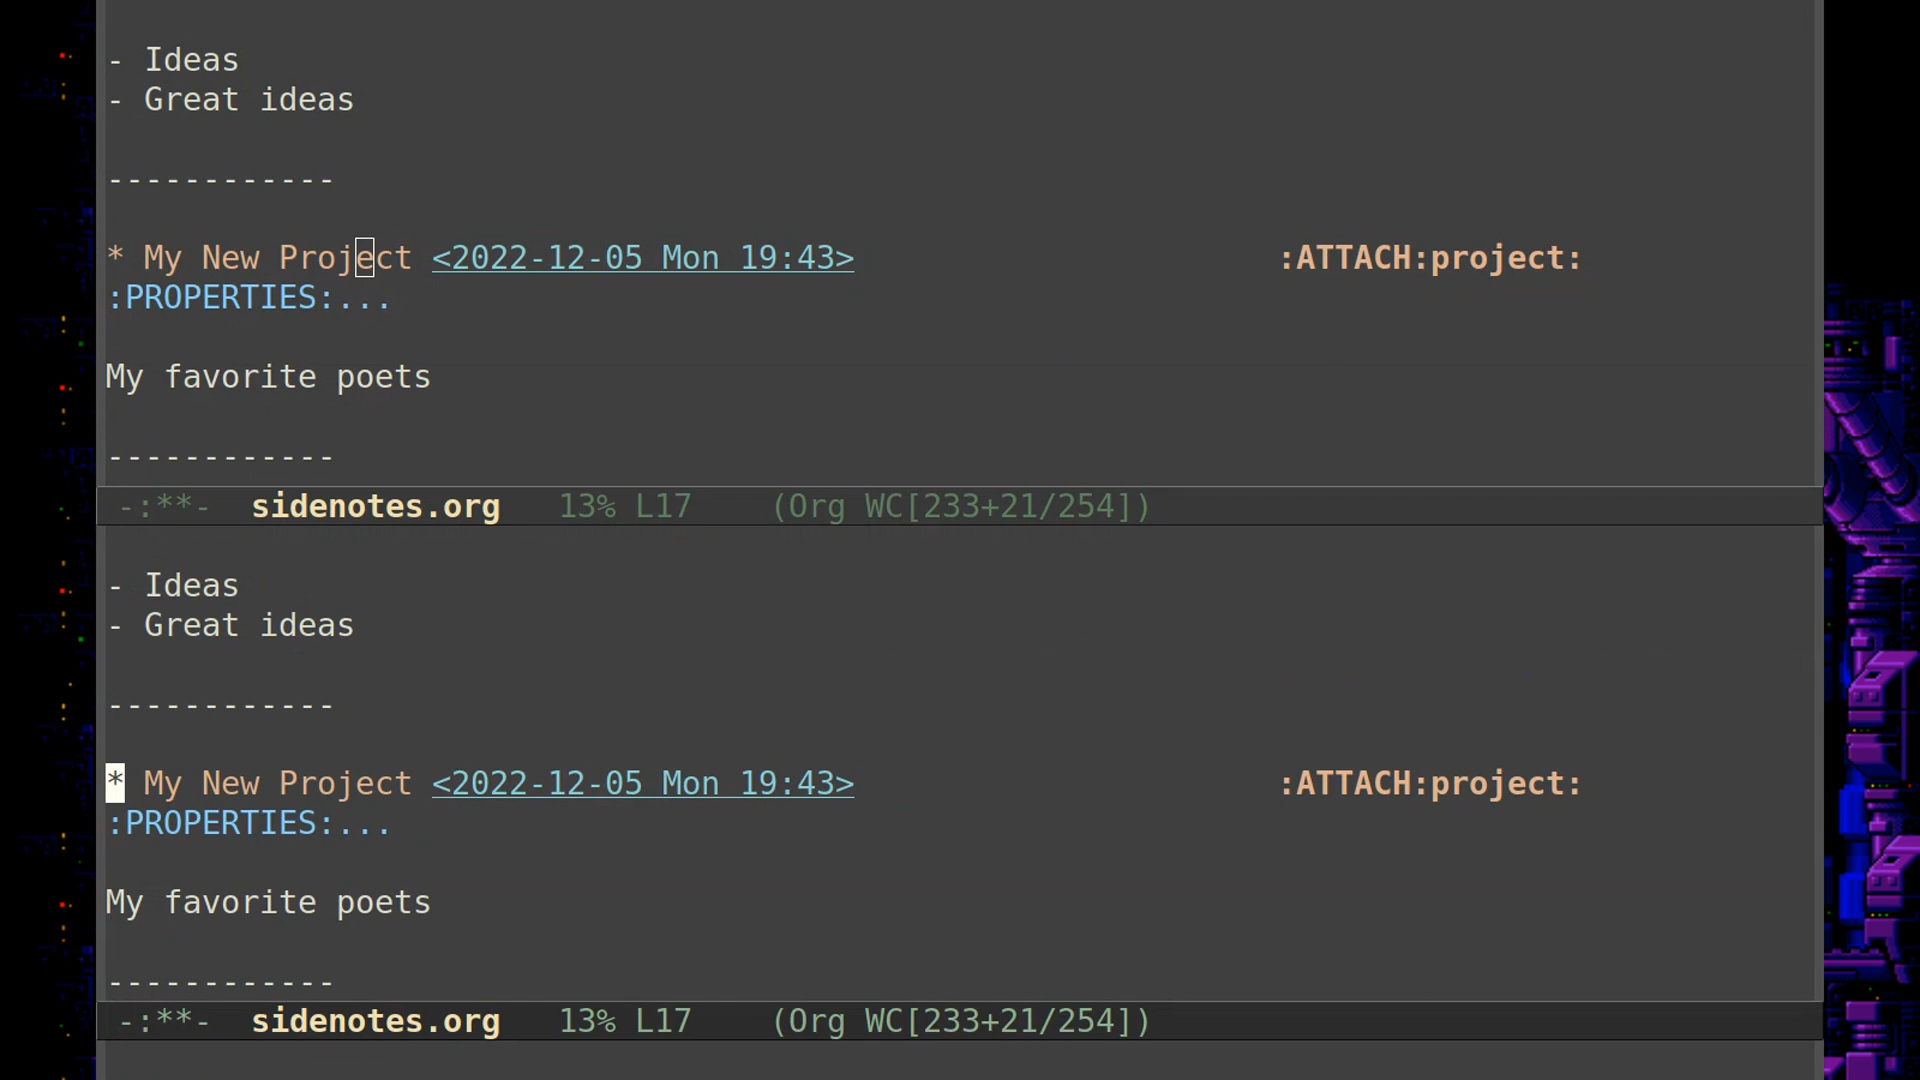 - Ideas
- Great ideas
------------
* My New Project <2022-12-05 Mon 19:43> :ATTACH:project:
:PROPERTIES:...
My favorite poets
------------
-:**- sidenotes.org 13% L17 (Org WC[233+21/254])
- Ideas
- Great ideas
------------
* My New Project <2022-12-05 Mon 19:43> :ATTACH:project:
:PROPERTIES:...
My favorite poets
------------
-:**- sidenotes.org 13% L17 (Org WC[233+21/254])